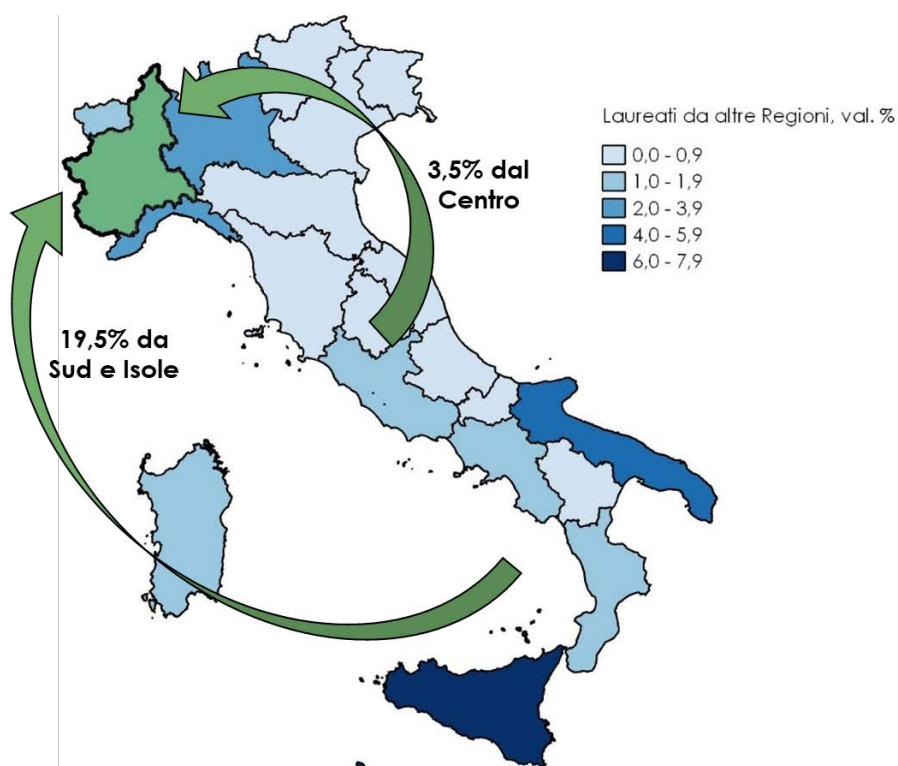 Laureati da altre Regioni, val. %
0,0 - 0,9
1,0 - 1,9
2,0 - 3,9
4,0 - 5,9
6,0 - 7,9
3,5% dal
Centro
19,5% da
Sud e Isole